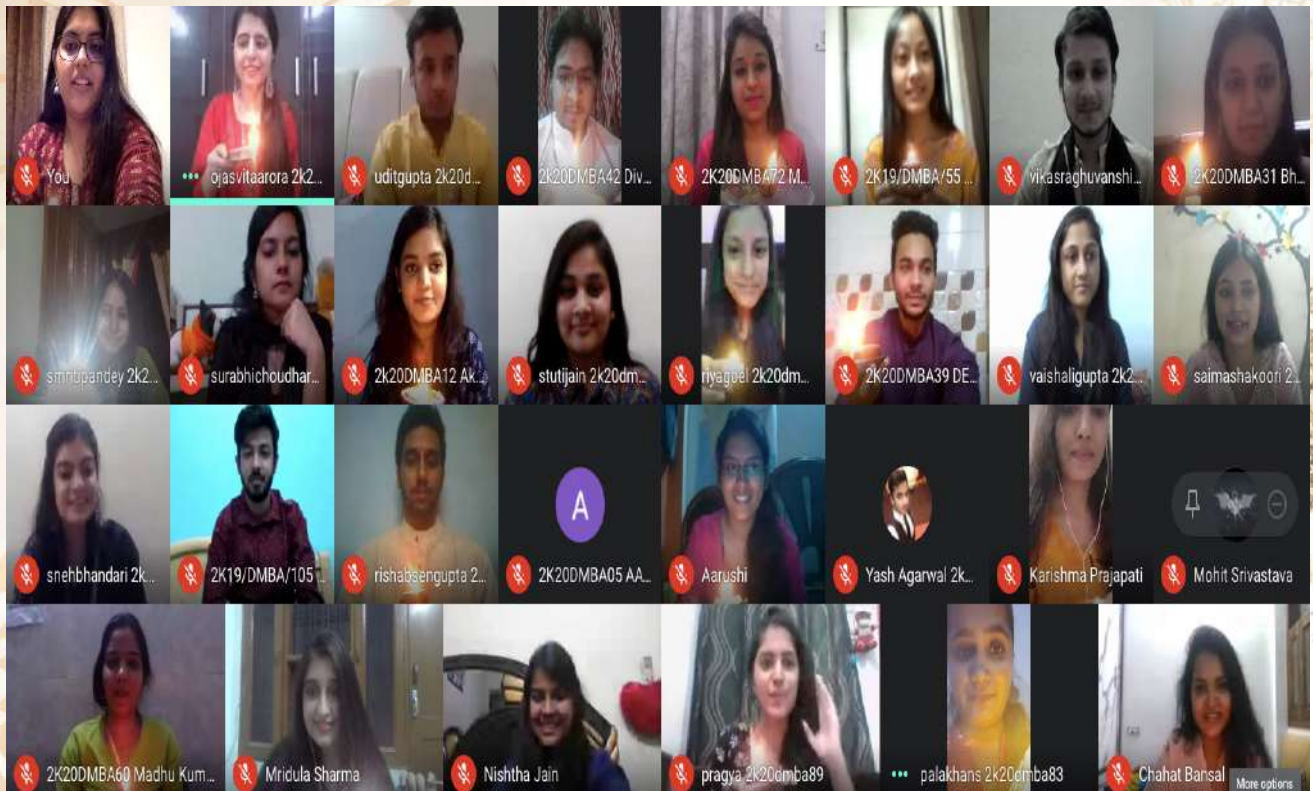 You
ojasvitaarora 2k2...
uditgupta 2k20d...
2K20DMBA42 Div...
2K20DMBA72 M...
2K19/DMBA/55 ...
vikasraghuvanshi...
2K20DMBA31 Bh...
smritipandey 2k2...
surabhichoudhar...
2k20DMBA12 Ak...
stutijain 2k20dm...
riyagoel 2k20dm...
2K20DMBA39 DE...
vaishaligupta 2k2...
saimashakoori 2...
snehbhandari 2k...
2K19/DMBA/105 ...
rishabsengupta 2...
A
2K20DMBA05 AA...
Aarushi
Yash Agarwal 2k...
Karishma Prajapati
Mohit Srivastava
2K20DMBA60 Madhu Kum...
Mridula Sharma
Nishtha Jain
pragya 2k20dmba89
palakhans 2k20dmba83
Chahat Bansal
More options